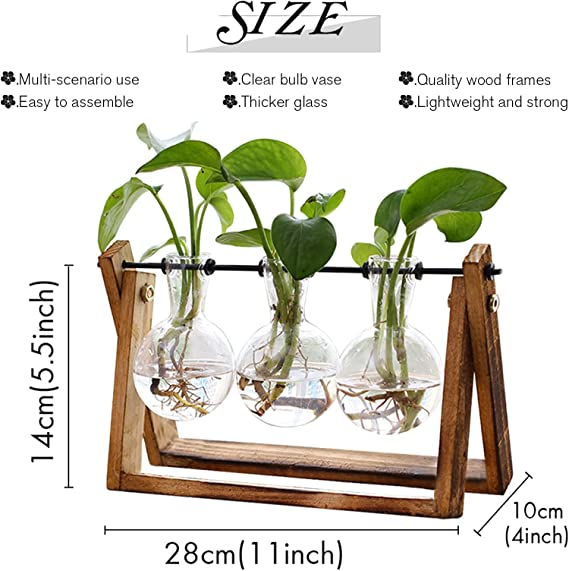 SIZE
Multi-scenario use
Clear bulb vase
.Quality wood frames
.Easy to assemble
.Thicker glass
.Lightweight and strong
14cm(5.5inch)
10cm
(4inch)
28cm(11inch)